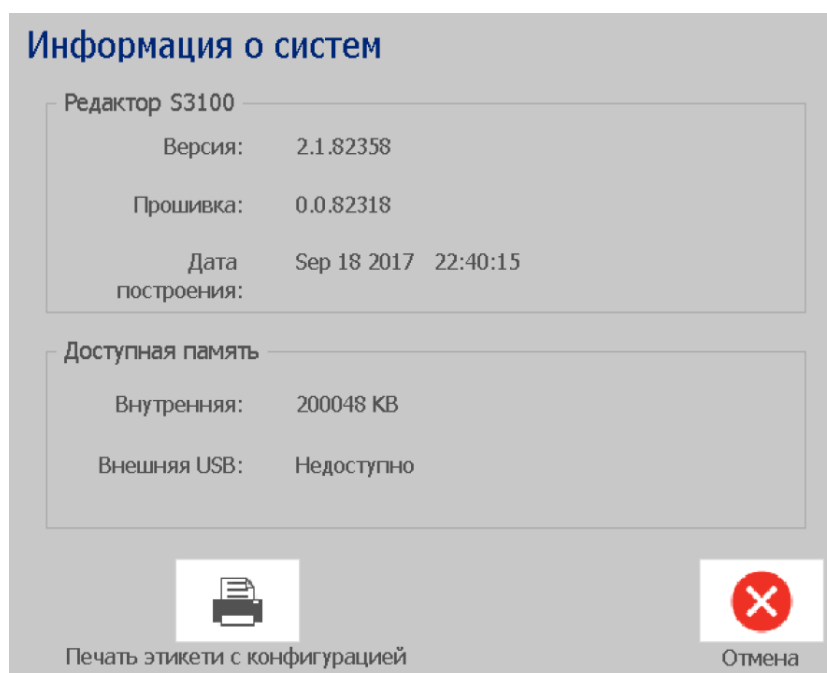 Информация о систем
Редактор S3100
Версия: 2.1.82358
Прошивка: 0.0.82318
Дата Sep 18 2017 22:40:15
построения:
Доступная память
Внутренняя: 200048 KB
Внешняя USB: Недоступно
Печать этикети с конфигурацией Отмена